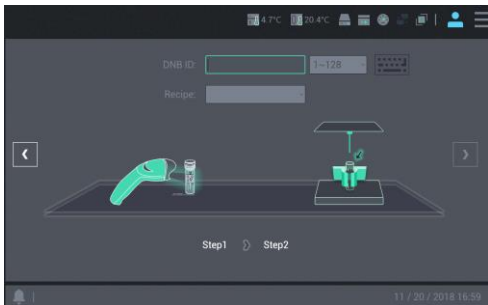 4.7°C 20.4°C
DNB ID: 1~128
Recipe:
Step1 Step2
11 / 20 / 2018 16:59